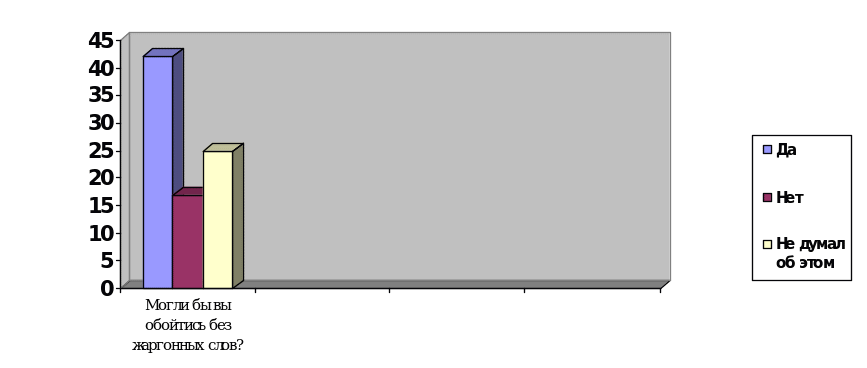 45
40
35
30
25
20
15
10
5
0
Могли бы вы
обойтись без
жаргонных слов?
Да
Нет
Не думал
об этом